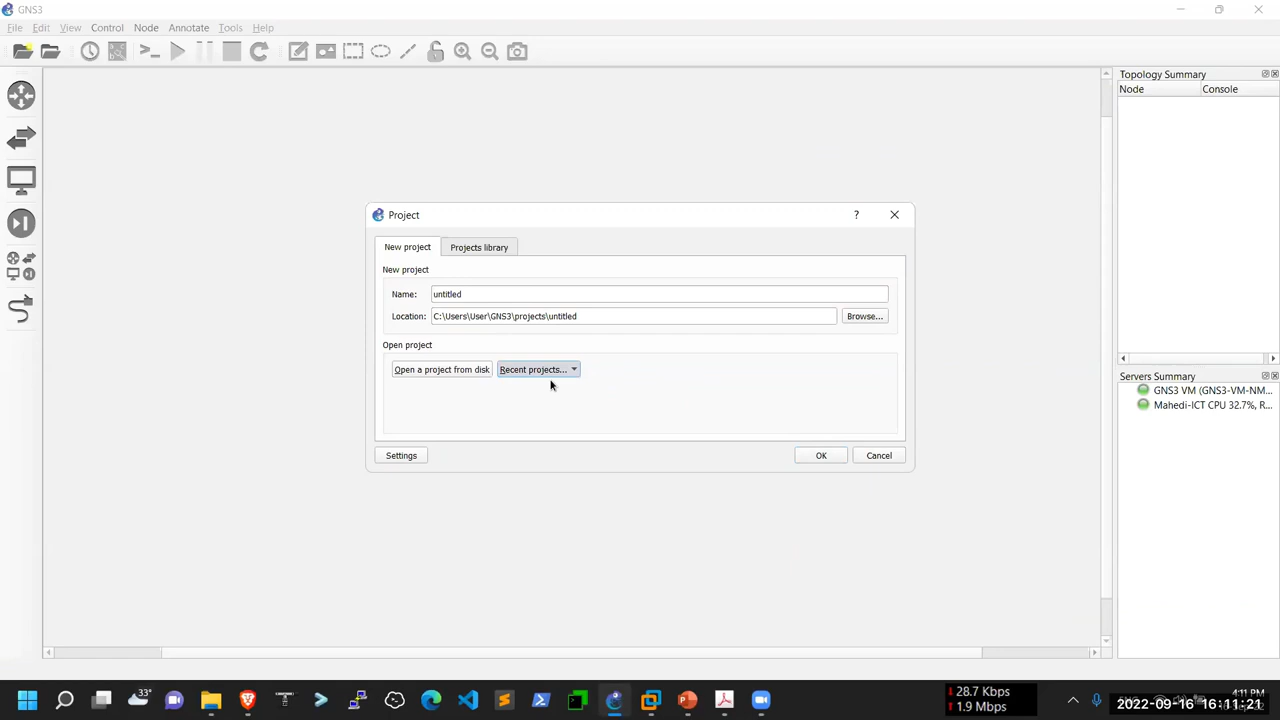 GNS3
File Edit View Control Node Annotate Tools Help
Topology Summary
Node Console
Project
?
New project Projects library
New project
Name: untitled
Location: C:\Users\User\GNS3\projects\untitled Browse...
Open project
Open a project from disk Recent projects...
Settings OK Cancel
Servers Summary
GNS3 VM (GNS3-VM-NM...
Mahedi-ICT CPU 32.7%, R...
33°
28.7 Kbps
1.9 Mbps
4:11 PM
2022-09-16 16:11:21